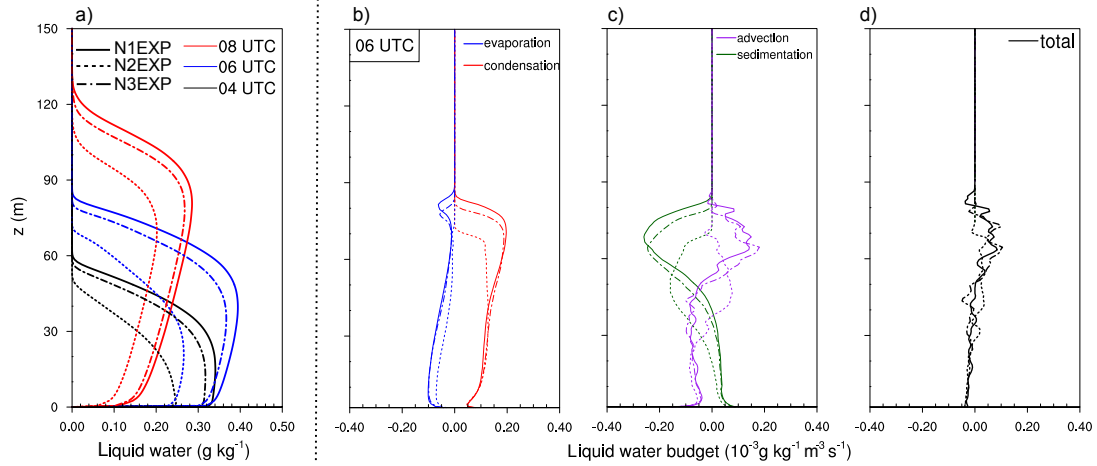 a)
b)
c)
d)
150
120
90
60
30
0
z (m)
N1EXP
N2EXP
N3EXP
08 UTC
06 UTC
04 UTC
0.00 0.10 0.20 0.30 0.40 0.50
Liquid water (g kg⁻¹)
06 UTC
evaporation
condensation
-0.40 -0.20 0.00 0.20 0.40
advection
sedimentation
-0.40 -0.20 0.00 0.20 0.40
total
-0.40 -0.20 0.00 0.20 0.40
Liquid water budget (10⁻³g kg⁻¹ m⁻³ s⁻¹)